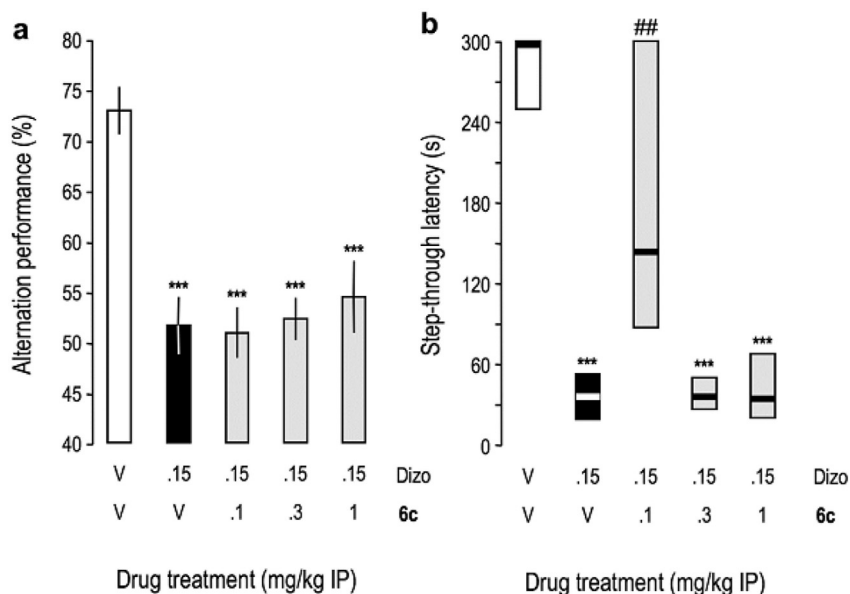 a
80
75
70
65
60
55
50
45
40
Alternation performance (%)
***
***
***
***
V .15 .15 .15 .15 Dizo
V V .1 .3 1 6c
Drug treatment (mg/kg IP)
b
300
240
180
120
60
0
Step-through latency (s)
##
***
***
***
V .15 .15 .15 .15 Dizo
V V .1 .3 1 6c
Drug treatment (mg/kg IP)